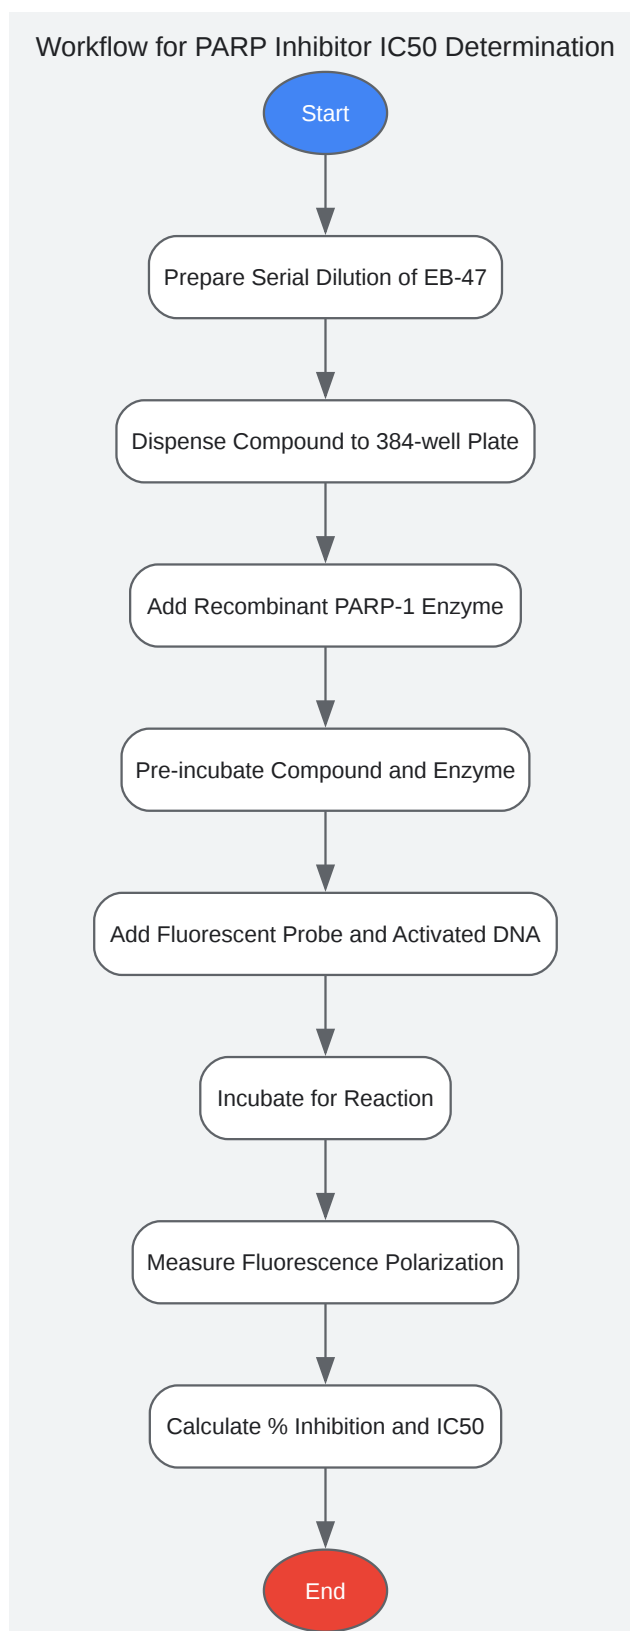 Workflow for PARP Inhibitor IC50 Determination
Start
Prepare Serial Dilution of EB-47
Dispense Compound to 384-well Plate
Add Recombinant PARP-1 Enzyme
Pre-incubate Compound and Enzyme
Add Fluorescent Probe and Activated DNA
Incubate for Reaction
Measure Fluorescence Polarization
Calculate % Inhibition and IC50
End